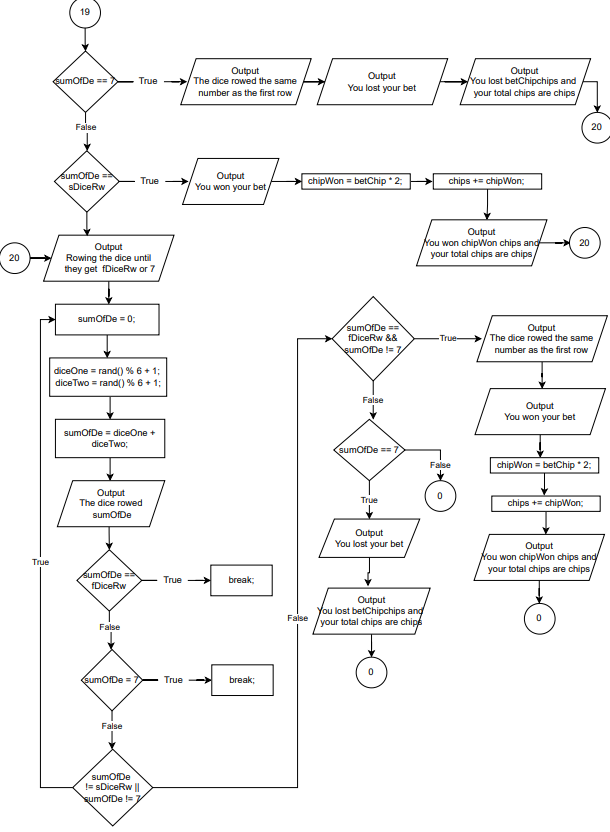 19
sumOfDe == 7
True
Output
The dice rowed the same
number as the first row
Output
You lost your bet
Output
You lost betChipchips and
your total chips are chips
20
False
sumOfDe ==
sDiceRw
True
Output
You won your bet
chipWon = betChip * 2;
chips += chipWon;
Output
You won chipWon chips and
your total chips are chips
20
20
Output
Rowing the dice until
they get fDiceRw or 7
sumOfDe = 0;
diceOne = rand() % 6 + 1;
diceTwo = rand() % 6 + 1;
sumOfDe = diceOne +
diceTwo;
Output
The dice rowed
sumOfDe
sumOfDe ==
fDiceRw
True
break;
False
sumOfDe = 7
True
break;
False
sumOfDe
!= sDiceRw ||
sumOfDe != 7
True
False
sumOfDe ==
fDiceRw &&
sumOfDe != 7
True
Output
The dice rowed the same
number as the first row
Output
You won your bet
chipWon = betChip * 2;
chips += chipWon;
Output
You won chipWon chips and
your total chips are chips
0
False
sumOfDe == 7
False
0
True
Output
You lost your bet
Output
You lost betChipchips and
your total chips are chips
0